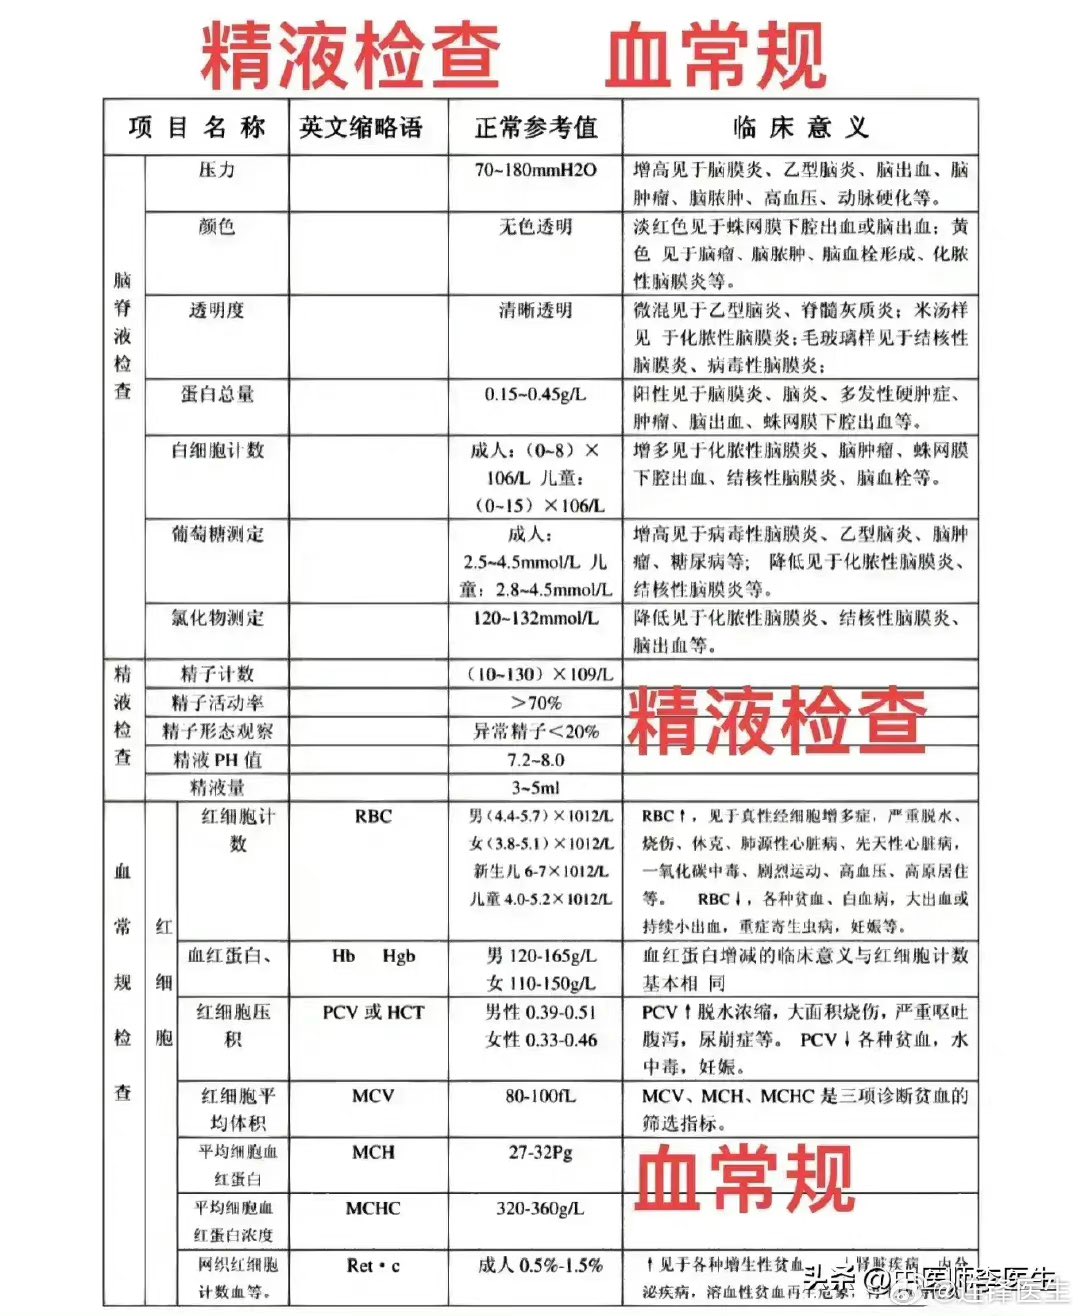 精液检查 血常规
项目名称 英文缩略语 正常参考值 临床意义
脑脊液检查
压力 70~180mmH2O 增高见于脑膜炎、乙型脑炎、脑出血、脑
肿瘤、脑脓肿、高血压、动脉硬化等。
颜色 无色透明 淡红色见于蛛网膜下腔出血或脑出血；黄
色 见于脑瘤、脑脓肿、脑血栓形成、化脓
性脑膜炎等。
透明度 清晰透明 微混见于乙型脑炎、脊髓灰质炎；米汤样
见 于化脓性脑膜炎;毛玻璃样见于结核性
脑膜炎、病毒性脑膜炎；
蛋白总量 0.15~0.45g/L 阳性见于脑膜炎、脑炎、多发性硬肿症、
肿瘤、脑出血、蛛网膜下腔出血等。
白细胞计数 成人：（0~8）× 增多见于化脓性脑膜炎、脑肿瘤、蛛网膜
106/L 儿童： 下腔出血、结核性脑膜炎、脑血栓等。
（0~15）×106/L
葡萄糖测定 成人： 增高见于病毒性脑膜炎、乙型脑炎、脑肿
2.5~4.5mmol/L 儿 瘤、糖尿病等； 降低见于化脓性脑膜炎、
童：2.8~4.5mmol/L 结核性脑膜炎等。
氯化物测定 120~132mmol/L 降低见于化脓性脑膜炎、结核性脑膜炎、
脑出血等。
精液检查
精子计数 （10~130）×109/L
精子活动率 ＞70%
精子形态观察 异常精子＜20%
精液 PH 值 7.2~8.0
精液量 3~5ml
精液检查
血常规检查
红细胞
红细胞计 RBC 男（4.4-5.7）×1012/L RBC↑，见于真性经细胞增多症，严重脱水、
数 女（3.8-5.1）×1012/L 烧伤、休克、肺源性心脏病、先天性心脏病，
新生儿 6-7×1012/L 一氧化碳中毒、剧烈运动、高血压、高原居住
儿童 4.0-5.2×1012/L 等。 RBC↓，各种贫血、白血病，大出血或
持续小出血，重症寄生虫病，妊娠等。
血红蛋白、 Hb Hgb 男 120-165g/L 血红蛋白增减的临床意义与红细胞计数
女 110-150g/L 基本相 同
红细胞压 PCV 或 HCT 男性 0.39-0.51 PCV↑脱水浓缩，大面积烧伤，严重呕吐
积 女性 0.33-0.46 腹泻，尿崩症等。 PCV↓各种贫血，水
中毒，妊娠。
红细胞平 MCV 80-100fL MCV、MCH、MCHC 是三项诊断贫血的
均体积 筛选指标。
平均细胞血 MCH 27-32Pg
红蛋白
血常规
平均细胞血 MCHC 320-360g/L
红蛋白浓度
网织红细胞 Ret·c 成人 0.5%-1.5% ↑见于各种增生性贫血 ↓肾脏疾病，内分
计数血等。 泌疾病，溶血性贫血再生危象，
头条 @中医师李医生